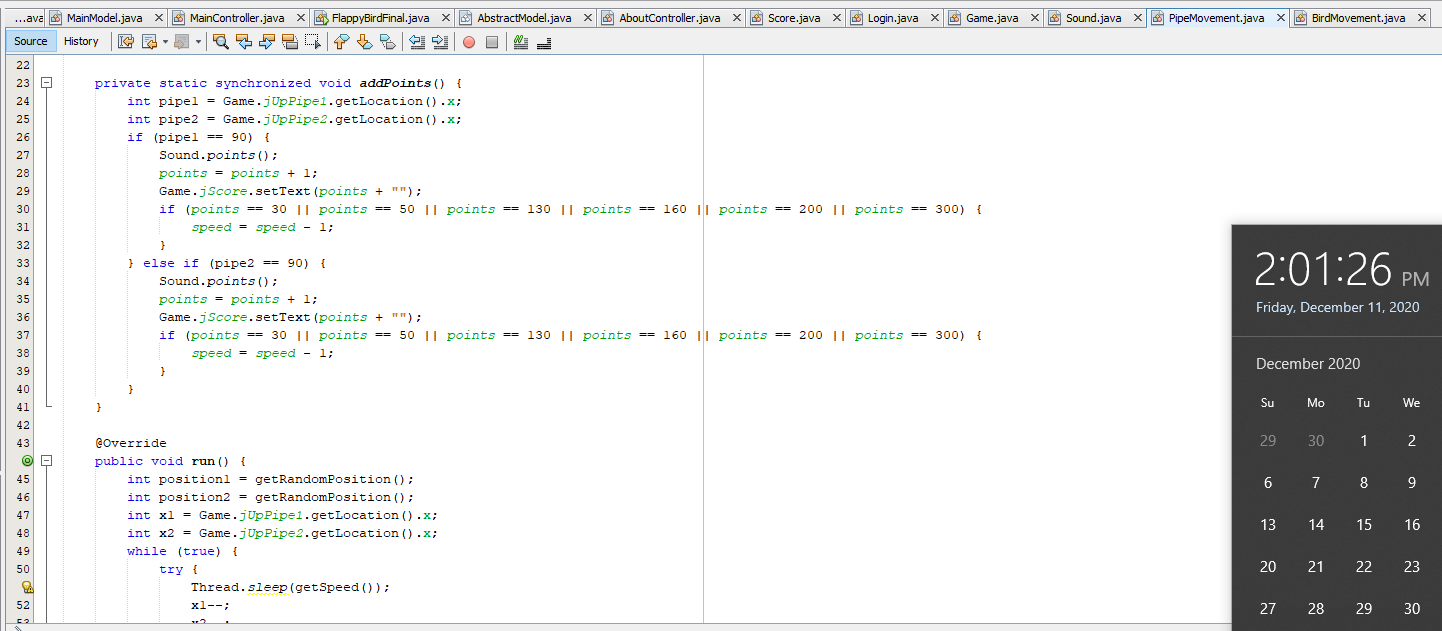 ...ava MainModel.java MainController.java FlappyBirdFinal.java AbstractModel.java AboutController.java Score.java Login.java Game.java Sound.java PipeMovement.java BirdMovement.java
Source History
22
23 private static synchronized void addPoints() {
24 int pipe1 = Game.jUpPipe1.getLocation().x;
25 int pipe2 = Game.jUpPipe2.getLocation().x;
26 if (pipe1 == 90) {
27 Sound.points();
28 points = points + 1;
29 Game.jScore.setText(points + "");
30 if (points == 30 || points == 50 || points == 130 || points == 160 || points == 200 || points == 300) {
31 speed = speed - 1;
32 }
33 } else if (pipe2 == 90) {
34 Sound.points();
35 points = points + 1;
36 Game.jScore.setText(points + "");
37 if (points == 30 || points == 50 || points == 130 || points == 160 || points == 200 || points == 300) {
38 speed = speed - 1;
39 }
40 }
41 }
42
43 @Override
public void run() {
45 int position1 = getRandomPosition();
46 int position2 = getRandomPosition();
47 int x1 = Game.jUpPipe1.getLocation().x;
48 int x2 = Game.jUpPipe2.getLocation().x;
49 while (true) {
50 try {
Thread.sleep(getSpeed());
52 x1--;
2:01:26 PM
Friday, December 11, 2020
December 2020
Su Mo Tu We
29 30 1 2
6 7 8 9
13 14 15 16
20 21 22 23
27 28 29 30